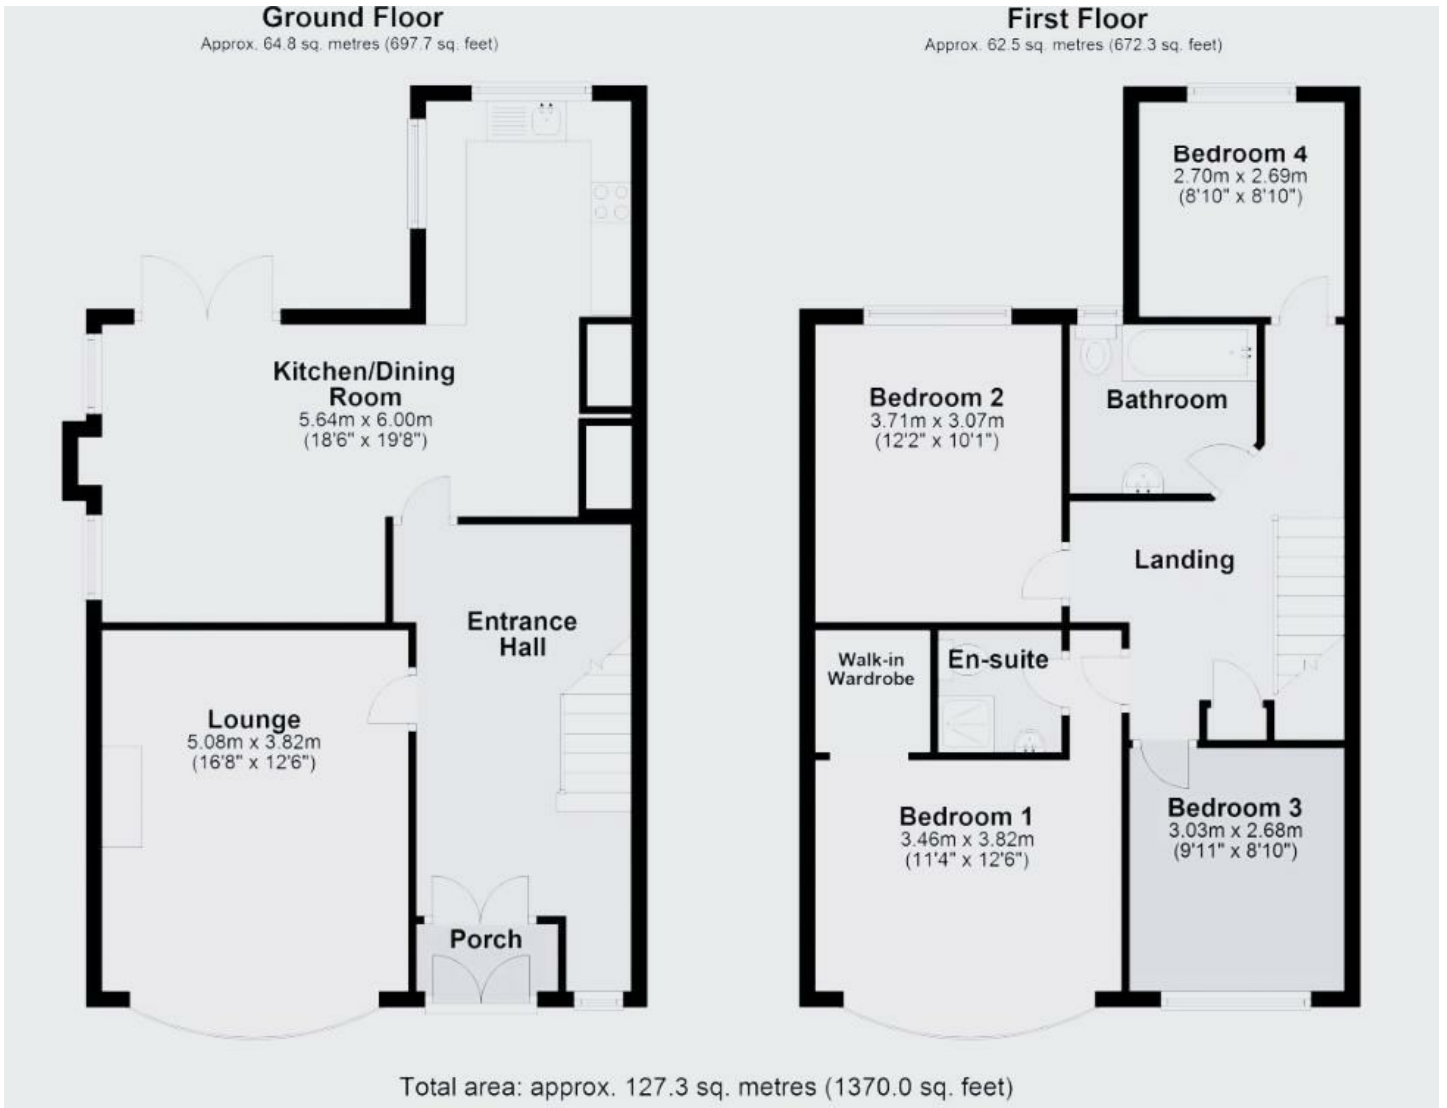 Ground Floor
Approx. 64.8 sq. metres (697.7 sq. feet)
Kitchen/Dining
Room
5.64m x 6.00m
(18'6" x 19'8")
Entrance
Hall
Lounge
5.08m x 3.82m
(16'8" x 12'6")
Porch
First Floor
Approx. 62.5 sq. metres (672.3 sq. feet)
Bedroom 4
2.70m x 2.69m
(8'10" x 8'10")
Bedroom 2
3.71m x 3.07m
(12'2" x 10'1")
Bathroom
Landing
Walk-in
Wardrobe
En-suite
Bedroom 1
3.46m x 3.82m
(11'4" x 12'6")
Bedroom 3
3.03m x 2.68m
(9'11" x 8'10")
Total area: approx. 127.3 sq. metres (1370.0 sq. feet)